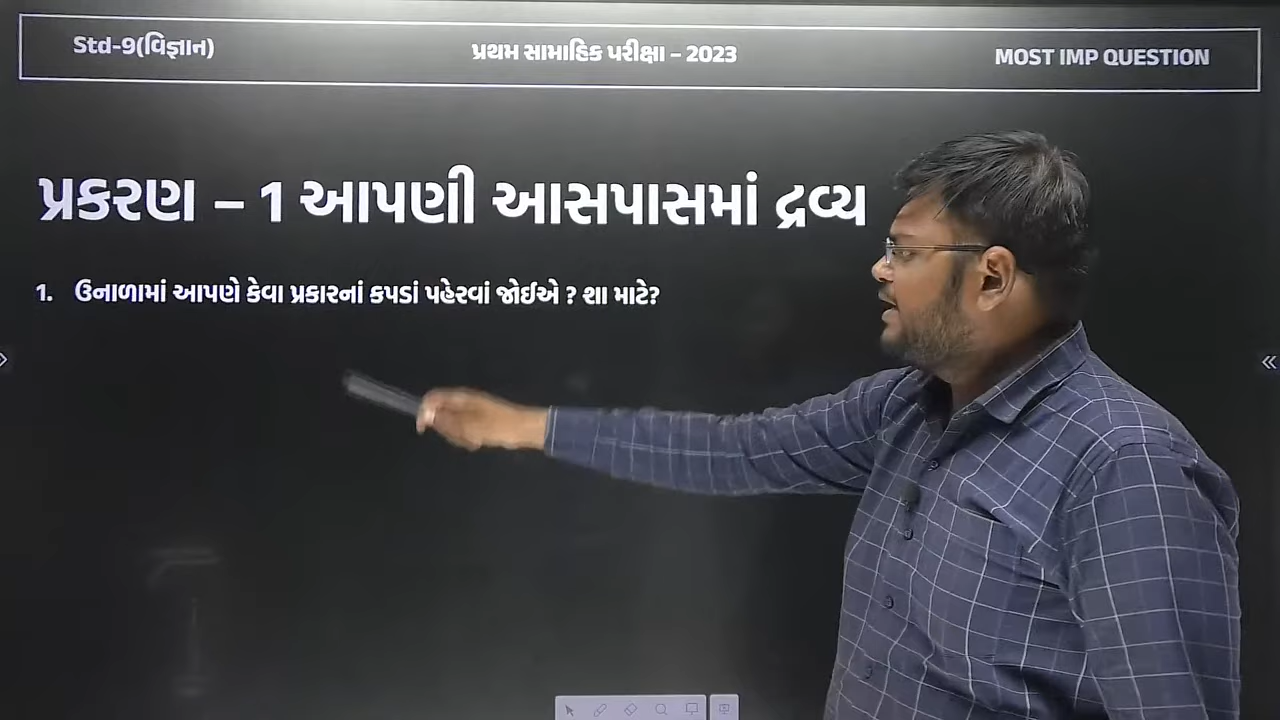 Std-9(વિજ્ઞાન)
પ્રથમ સામાહિક પરીક્ષા – 2023
MOST IMP QUESTION
પ્રકરણ – 1 આપણી આસપાસમાં દ્રવ્ય
1. ઉનાળામાં આપણે કેવા પ્રકારનાં કપડાં પહેરવાં જોઈએ ? શા માટે?